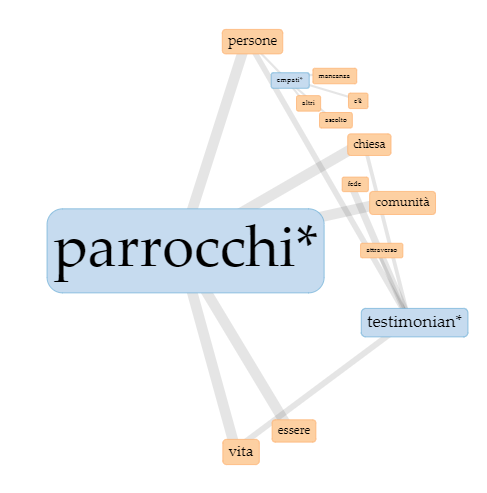 persone
empati*
mancanza
c'è
altri
ascolto
chiesa
fede
comunità
parrocchi*
attraverso
testimonian*
essere
vita